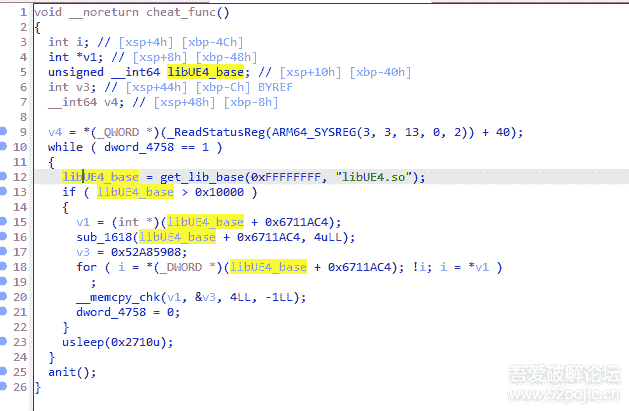 1 void __noreturn cheat_func()
2 {
3 int i; // [xsp+4h] [xbp-4Ch]
4 int *v1; // [xsp+8h] [xbp-48h]
5 unsigned __int64 libUE4_base; // [xsp+10h] [xbp-40h]
6 int v3; // [xsp+44h] [xbp-Ch] BYREF
7 __int64 v4; // [xsp+48h] [xbp-8h]
8
9 v4 = *(_QWORD *)(_ReadStatusReg(ARM64_SYSREG(3, 3, 13, 0, 2)) + 40);
10 while ( dword_4758 == 1 )
11 {
12 libUE4_base = get_lib_base(0xFFFFFFFF, "libUE4.so");
13 if ( libUE4_base > 0x10000 )
14 {
15 v1 = (int *)(libUE4_base + 0x6711AC4);
16 sub_1618(libUE4_base + 0x6711AC4, 4uLL);
17 v3 = 0x52A85908;
18 for ( i = *(_DWORD *)(libUE4_base + 0x6711AC4); !i; i = *v1 )
19 ;
20 __memcpy_chk(v1, &v3, 4LL, -1LL);
21 dword_4758 = 0;
22 }
23 usleep(0x2710u);
24 }
25 anit();
26 }
吾爱破解论坛
www.52pojie.cn